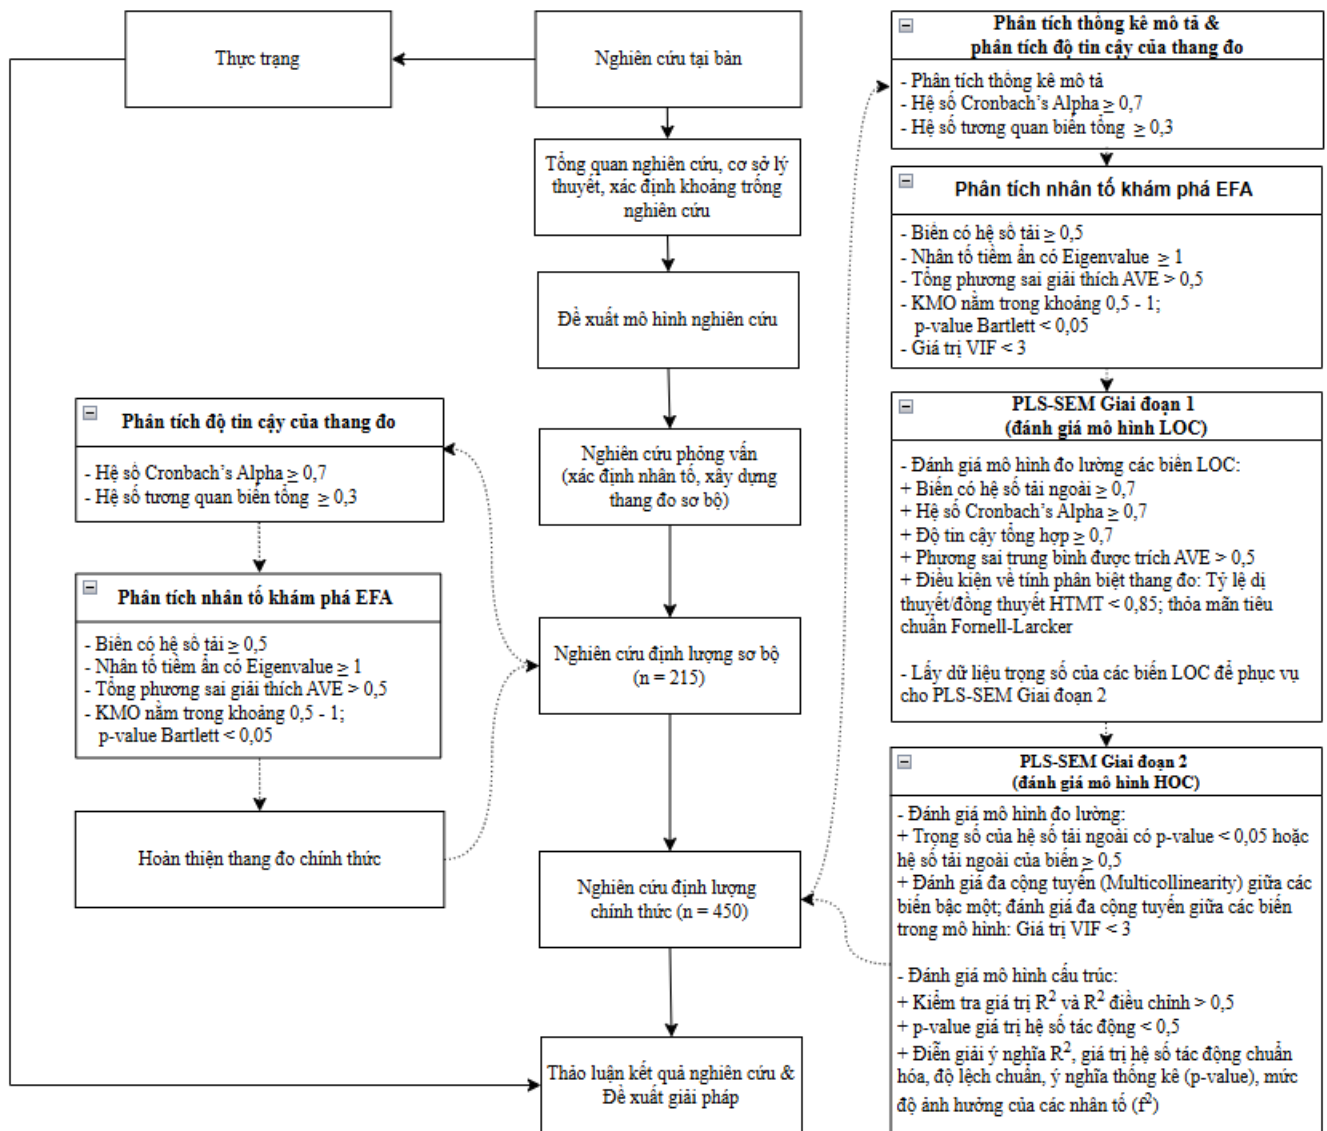 Thực trạng
Nghiên cứu tại bàn
Tổng quan nghiên cứu, cơ sở lý
thuyết, xác định khoảng trống
nghiên cứu
Đề xuất mô hình nghiên cứu
Nghiên cứu phỏng vấn
(xác định nhân tố, xây dựng
thang đo sơ bộ)
Nghiên cứu định lượng sơ bộ
(n = 215)
Nghiên cứu định lượng
chính thức (n = 450)
Thảo luận kết quả nghiên cứu &
Đề xuất giải pháp
Phân tích độ tin cậy của thang đo
- Hệ số Cronbach's Alpha ≥ 0,7
- Hệ số tương quan biến tổng ≥ 0,3
Phân tích nhân tố khám phá EFA
- Biến có hệ số tải ≥ 0,5
- Nhân tố tiềm ẩn có Eigenvalue ≥ 1
- Tổng phương sai giải thích AVE > 0,5
- KMO nằm trong khoảng 0,5 - 1;
p-value Bartlett < 0,05
Hoàn thiện thang đo chính thức
Phân tích thống kê mô tả &
phân tích độ tin cậy của thang đo
- Phân tích thống kê mô tả
- Hệ số Cronbach's Alpha ≥ 0,7
- Hệ số tương quan biến tổng ≥ 0,3
Phân tích nhân tố khám phá EFA
- Biến có hệ số tải ≥ 0,5
- Nhân tố tiềm ẩn có Eigenvalue ≥ 1
- Tổng phương sai giải thích AVE > 0,5
- KMO nằm trong khoảng 0,5 - 1;
p-value Bartlett < 0,05
- Giá trị VIF < 3
PLS-SEM Giai đoạn 1
(đánh giá mô hình LOC)
- Đánh giá mô hình đo lường các biến LOC:
+ Biến có hệ số tải ngoài ≥ 0,7
+ Hệ số Cronbach's Alpha ≥ 0,7
+ Độ tin cậy tổng hợp ≥ 0,7
+ Phương sai trung bình được trích AVE > 0,5
+ Điều kiện về tính phân biệt thang đo: Tỷ lệ dị
thuyết/đồng thuyết HTMT < 0,85; thỏa mãn tiêu
chuẩn Fornell-Larcker
- Lấy dữ liệu trọng số của các biến LOC để phục vụ
cho PLS-SEM Giai đoạn 2
PLS-SEM Giai đoạn 2
(đánh giá mô hình HOC)
- Đánh giá mô hình đo lường:
+ Trọng số của hệ số tải ngoài có p-value < 0,05 hoặc
hệ số tải ngoài của biến ≥ 0,5
+ Đánh giá đa cộng tuyến (Multicollinearity) giữa các
biến bậc một; đánh giá đa cộng tuyến giữa các biến
trong mô hình: Giá trị VIF < 3
- Đánh giá mô hình cấu trúc:
+ Kiểm tra giá trị R² và R² điều chỉnh > 0,5
+ p-value giá trị hệ số tác động < 0,5
+ Diễn giải ý nghĩa R², giá trị hệ số tác động chuẩn
hóa, độ lệch chuẩn, ý nghĩa thống kê (p-value), mức
độ ảnh hưởng của các nhân tố (f²)